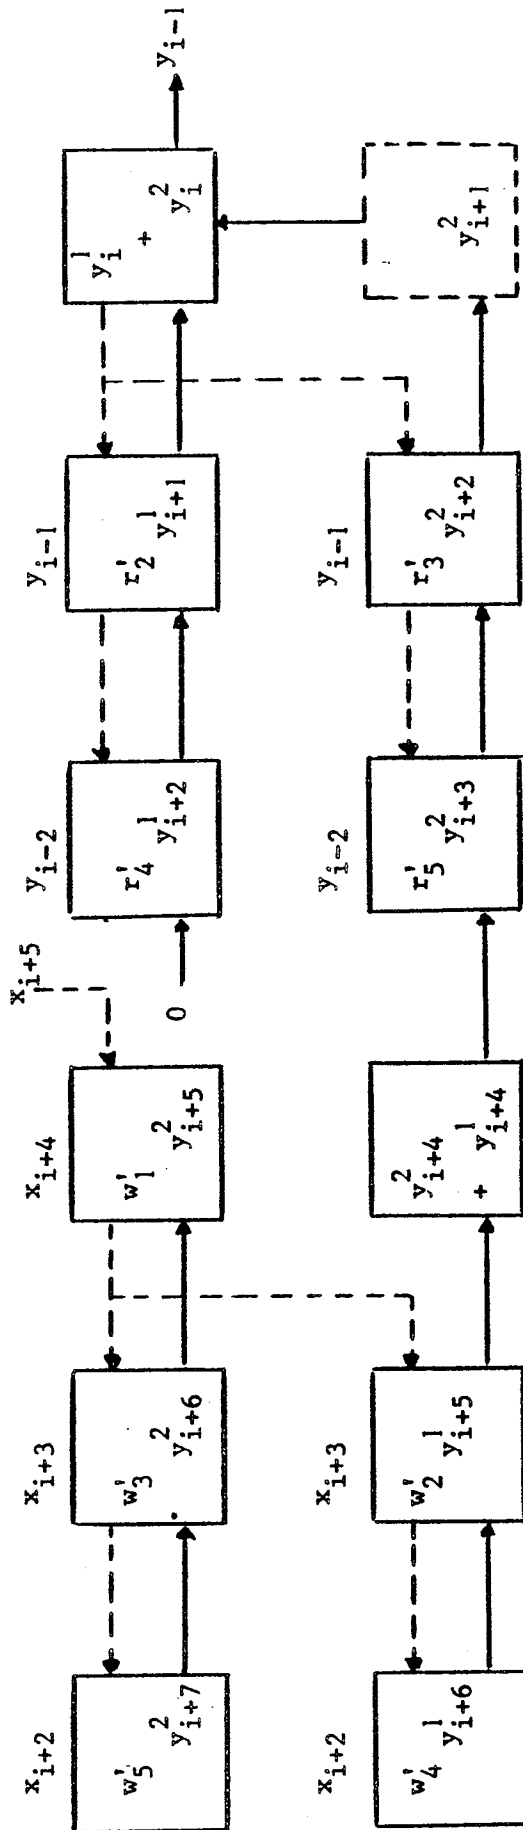 x_{i+2} x_{i+3} x_{i+4} x_{i+5} y_{i-2} y_{i-1}
w'_5 y^2_{i+7}
w'_3 y^2_{i+6}
w'_1 y^2_{i+5}
0
r'_4 y^1_{i+2}
r'_2 y^1_{i+1}
y^1_i + y^2_i
y_{i-1}
x_{i+2} x_{i+3} y_{i-2} y_{i-1}
w'_4 y^1_{i+6}
w'_2 y^1_{i+5}
y^2_{i+4} + y^1_{i+4}
r'_5 y^2_{i+3}
r'_3 y^2_{i+2}
y^2_{i+1}